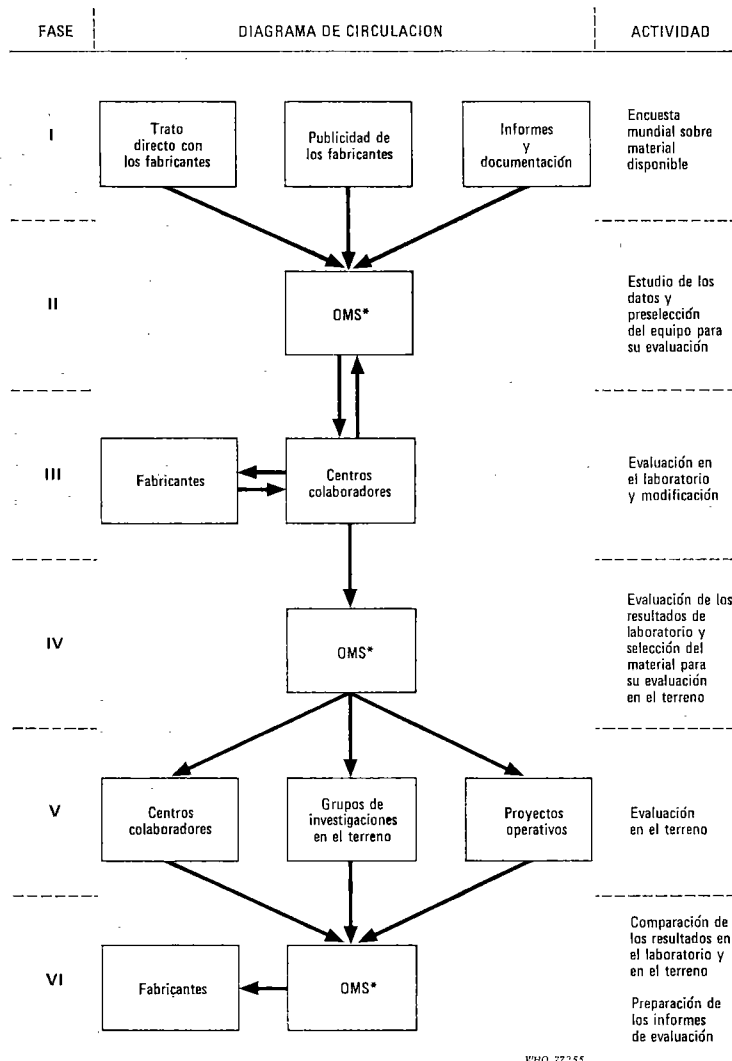 FASE
DIAGRAMA DE CIRCULACION
ACTIVIDAD
I
Trato
directo con
los fabricantes
Publicidad de
los fabricantes
Informes
y
documentación
Encuesta
mundial sobre
material
disponible
II
OMS*
Estudio de los
datos y
preselección
del equipo para
su evaluación
III
Fabricantes
Centros
colaboradores
Evaluación en
el laboratorio
y modificación
IV
OMS*
Evaluación de los
resultados de
laboratorio y
selección del
material para
su evaluación
en el terreno
V
Centros
colaboradores
Grupos de
investigaciones
en el terreno
Proyectos
operativos
Evaluación
en el terreno
VI
Fabricantes
OMS*
Comparación de
los resultados en
el laboratorio y
en el terreno
Preparación de
los informes
de evaluación
WHO 77255